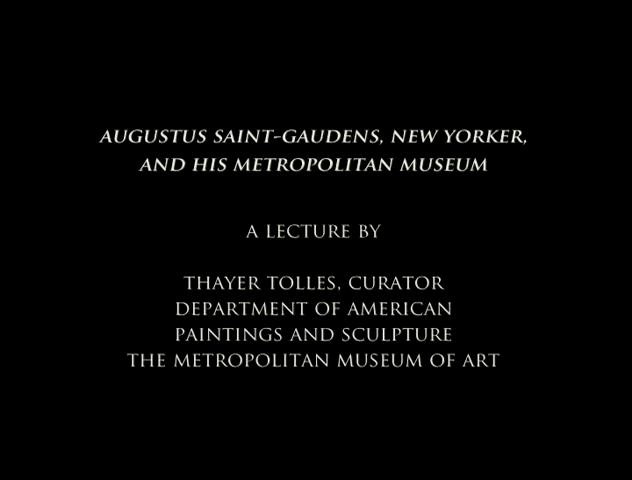 AUGUSTUS SAINT-GAUDENS, NEW YORKER,
AND HIS METROPOLITAN MUSEUM
A LECTURE BY
THAYER TOLLES, CURATOR
DEPARTMENT OF AMERICAN
PAINTINGS AND SCULPTURE
THE METROPOLITAN MUSEUM OF ART